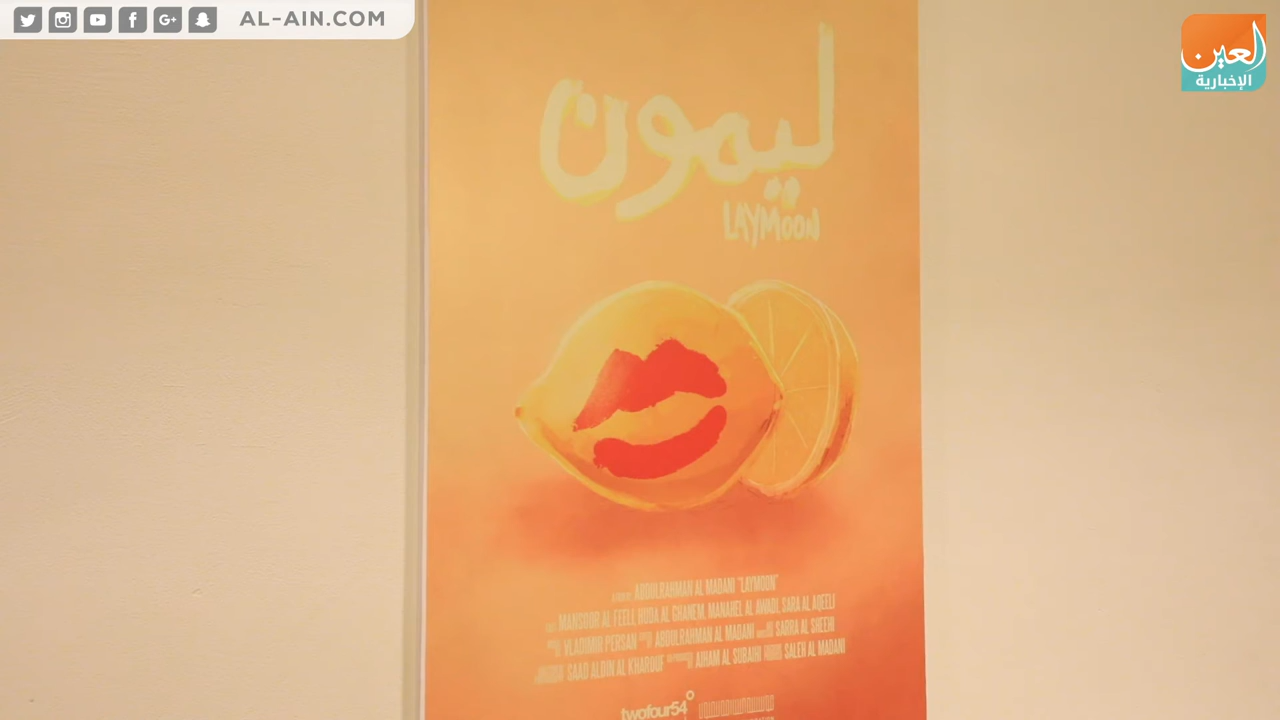 AL-AIN.COM
العين
الإخبارية
ليمون
LAYMOON
ABDULRAHMAN AL MADANI "LAYMOON"
MANSOOR AL FEELI, HUDA AL GHANEM, MANAHEL AL AWADI, SARA AL AQEELI
VLADIMIR PERSAN ABDULRAHMAN AL MADANI SARRA AL SHEHI
SAAD ALDIN AL KHAROUF AIHAM AL SUBAIHI SALEH AL MADANI
twofour54°